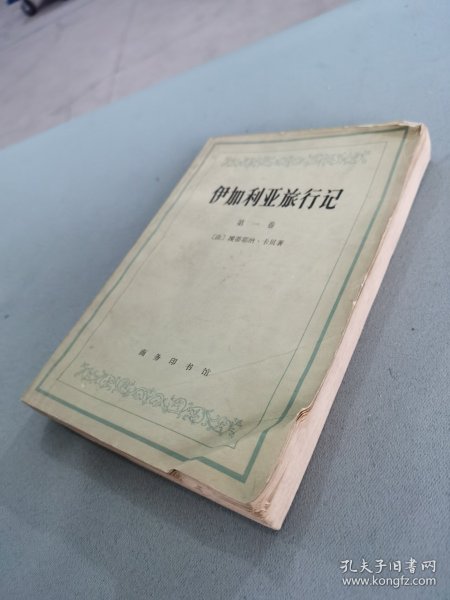 伊加利亚旅行记
第一卷
〔法〕埃蒂耶纳·卡贝著
商务印书馆
孔夫子旧书网
www.kongfz.com